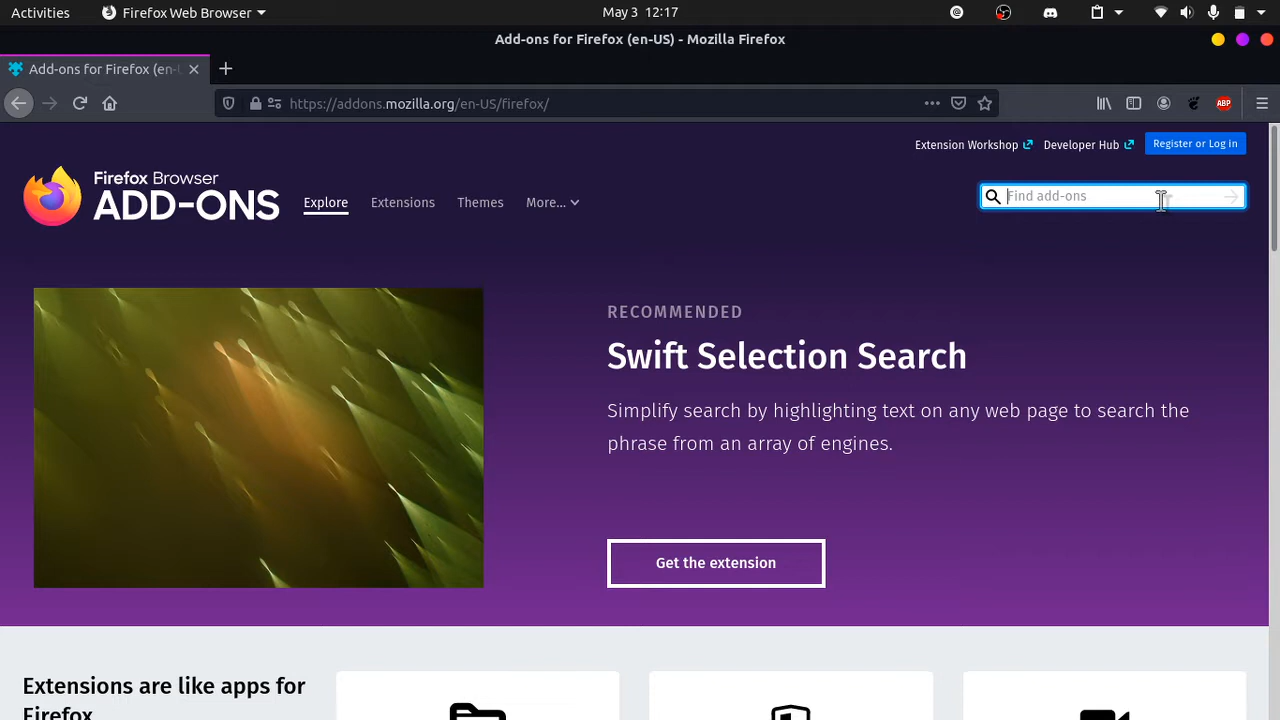 Activities
Firefox Web Browser
May 3 12:17
Add-ons for Firefox (en-US) - Mozilla Firefox
Add-ons for Firefox (en-U
https://addons.mozilla.org/en-US/firefox/
ABP
Extension Workshop
Developer Hub
Register or Log in
Firefox Browser
ADD-ONS
Explore
Extensions
Themes
More...
Find add-ons
RECOMMENDED
Swift Selection Search
Simplify search by highlighting text on any web page to search the
phrase from an array of engines.
Get the extension
Extensions are like apps for
Firefox